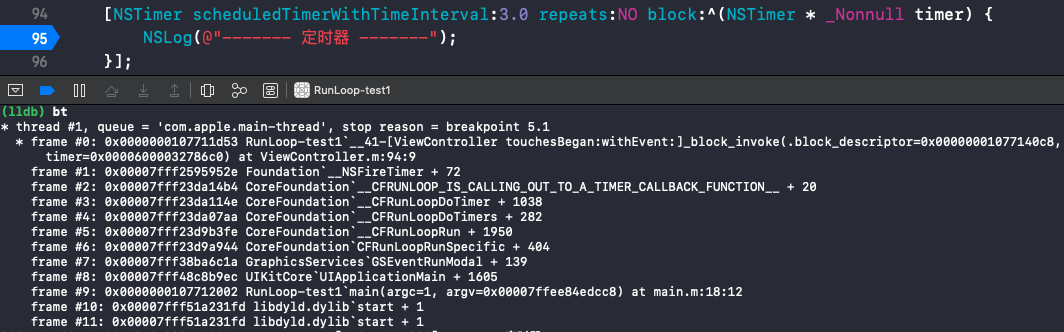 94 [NSTimer scheduledTimerWithTimeInterval:3.0 repeats:NO block:^(NSTimer * _Nonnull timer) {
95 NSLog(@"------- 定时器 -------");
96 }];
RunLoop-test1
(lldb) bt
* thread #1, queue = 'com.apple.main-thread', stop reason = breakpoint 5.1
* frame #0: 0x0000000107711d53 RunLoop-test1`__41-[ViewController touchesBegan:withEvent:]_block_invoke(.block_descriptor=0x00000001077140c8,
timer=0x00006000032786c0) at ViewController.m:94:9
frame #1: 0x00007fff2595952e Foundation`__NSFireTimer + 72
frame #2: 0x00007fff23da14b4 CoreFoundation`__CFRUNLOOP_IS_CALLING_OUT_TO_A_TIMER_CALLBACK_FUNCTION__ + 20
frame #3: 0x00007fff23da114e CoreFoundation`__CFRunLoopDoTimer + 1038
frame #4: 0x00007fff23da07aa CoreFoundation`__CFRunLoopDoTimers + 282
frame #5: 0x00007fff23d9b3fe CoreFoundation`__CFRunLoopRun + 1950
frame #6: 0x00007fff23d9a944 CoreFoundation`CFRunLoopRunSpecific + 404
frame #7: 0x00007fff38ba6c1a GraphicsServices`GSEventRunModal + 139
frame #8: 0x00007fff48c8b9ec UIKitCore`UIApplicationMain + 1605
frame #9: 0x0000000107712002 RunLoop-test1`main(argc=1, argv=0x00007ffee84edcc8) at main.m:18:12
frame #10: 0x00007fff51a231fd libdyld.dylib`start + 1
frame #11: 0x00007fff51a231fd libdyld.dylib`start + 1